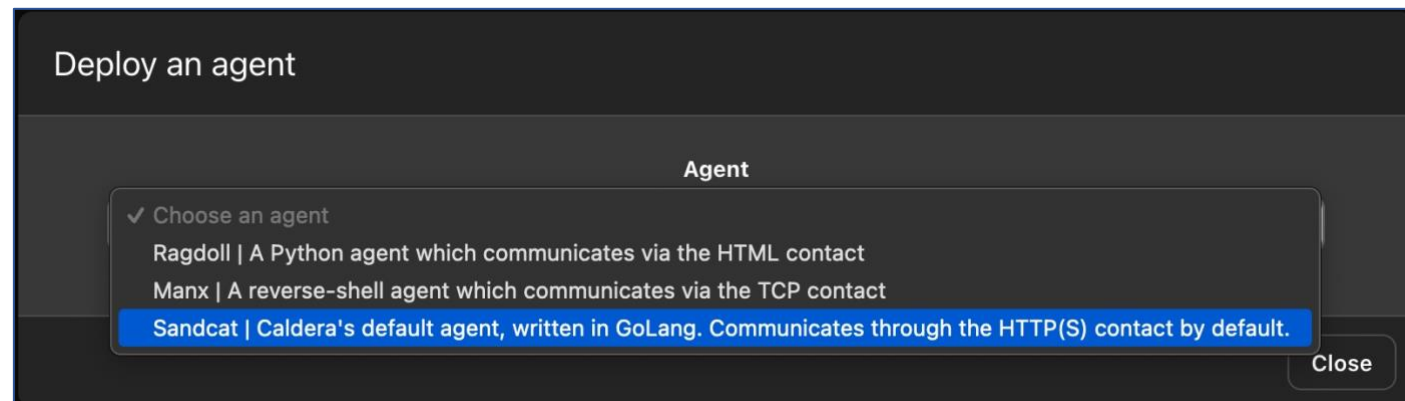 Deploy an agent
Agent
✓ Choose an agent
Ragdoll | A Python agent which communicates via the HTML contact
Manx | A reverse-shell agent which communicates via the TCP contact
Sandcat | Caldera's default agent, written in GoLang. Communicates through the HTTP(S) contact by default.
Close